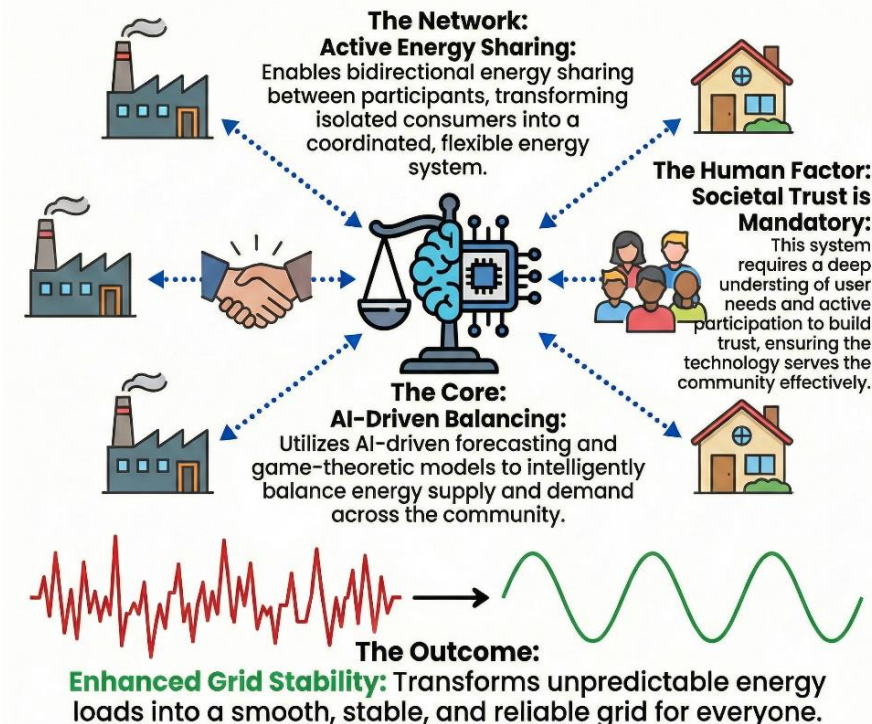 The Network:
Active Energy Sharing:
Enables bidirectional energy sharing
between participants, transforming
isolated consumers into a
coordinated, flexible energy
system.
The Human Factor:
Societal Trust is
Mandatory:
This system
requires a deep
understing of user
needs and active
participation to build
trust, ensuring the
technology serves the
community effectively.
The Core:
AI-Driven Balancing:
Utilizes AI-driven forecasting and
game-theoretic models to intelligently
balance energy supply and demand
across the community.
The Outcome:
Enhanced Grid Stability: Transforms unpredictable energy
loads into a smooth, stable, and reliable grid for everyone.